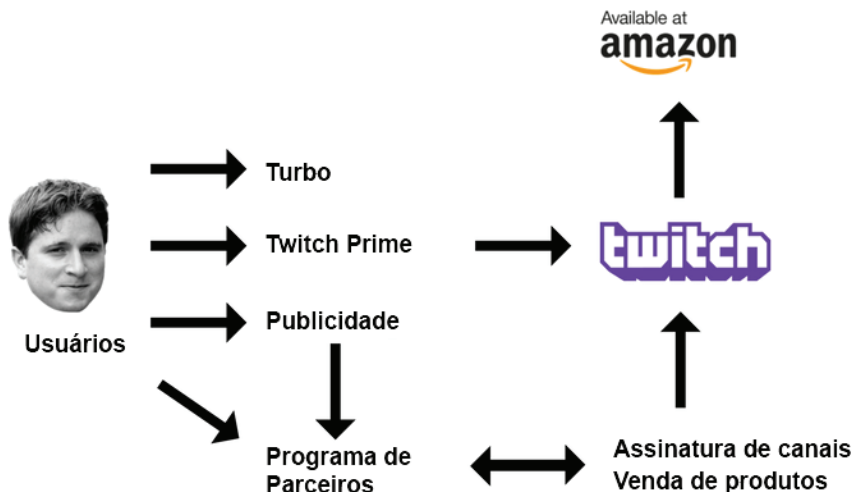 Available at
amazon
Turbo
Twitch Prime
twitch
Publicidade
Usuários
Programa de
Parceiros
Assinatura de canais
Venda de produtos